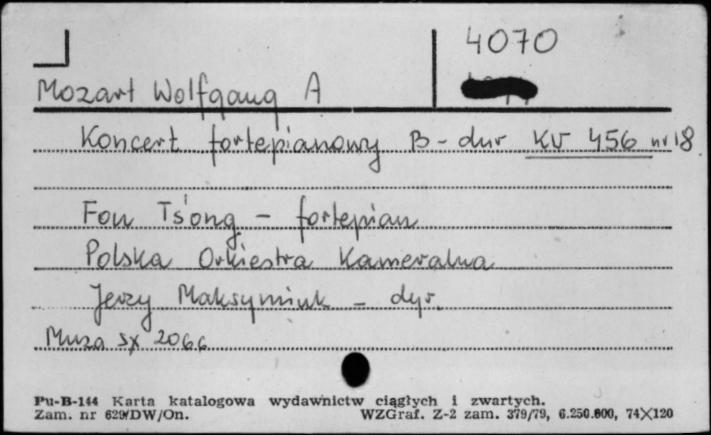 4070
Mozart Wolfgang A
Koncert fortepianowy B-dur KV 456 nr 18
Fou Ts'ong - fortepian
Polska Orkiestra Kameralna
Jerzy Maksymiuk - dyr.
Muza SX 2066
Pu-B-144 Karta katalogowa wydawnictw ciągłych i zwartych.
Zam. nr 629/DW/On. WZGraf. Z-2 zam. 379/79, 6.250.000, 74X120